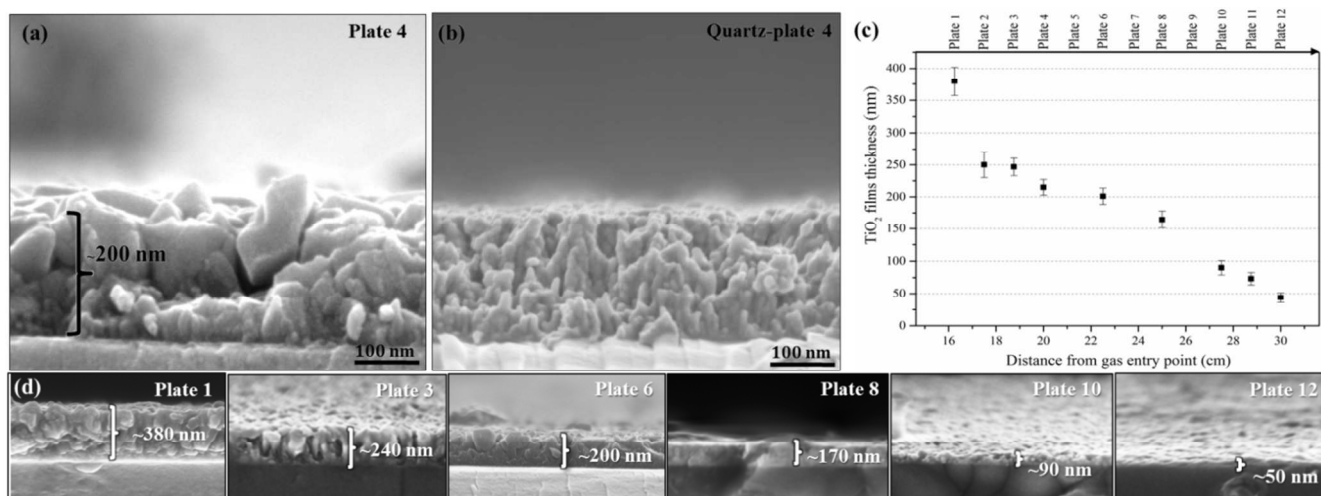 (a)
Plate 4
~200 nm
100 nm
(b)
Quartz-plate 4
100 nm
(c)
Plate 1
Plate 2
Plate 3
Plate 4
Plate 5
Plate 6
Plate 7
Plate 8
Plate 9
Plate 10
Plate 11
Plate 12
TiO₂ films thickness (nm)
400
350
300
250
200
150
100
50
0
16 18 20 22 24 26 28 30
Distance from gas entry point (cm)
(d)
Plate 1
~380 nm
Plate 3
~240 nm
Plate 6
~200 nm
Plate 8
~170 nm
Plate 10
~90 nm
Plate 12
~50 nm